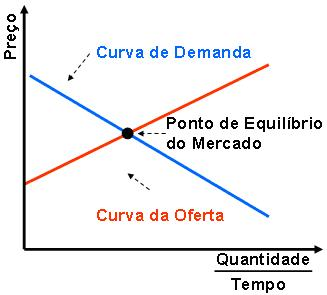 Preço
Curva de Demanda
Ponto de Equilíbrio
do Mercado
Curva da Oferta
Quantidade
Tempo